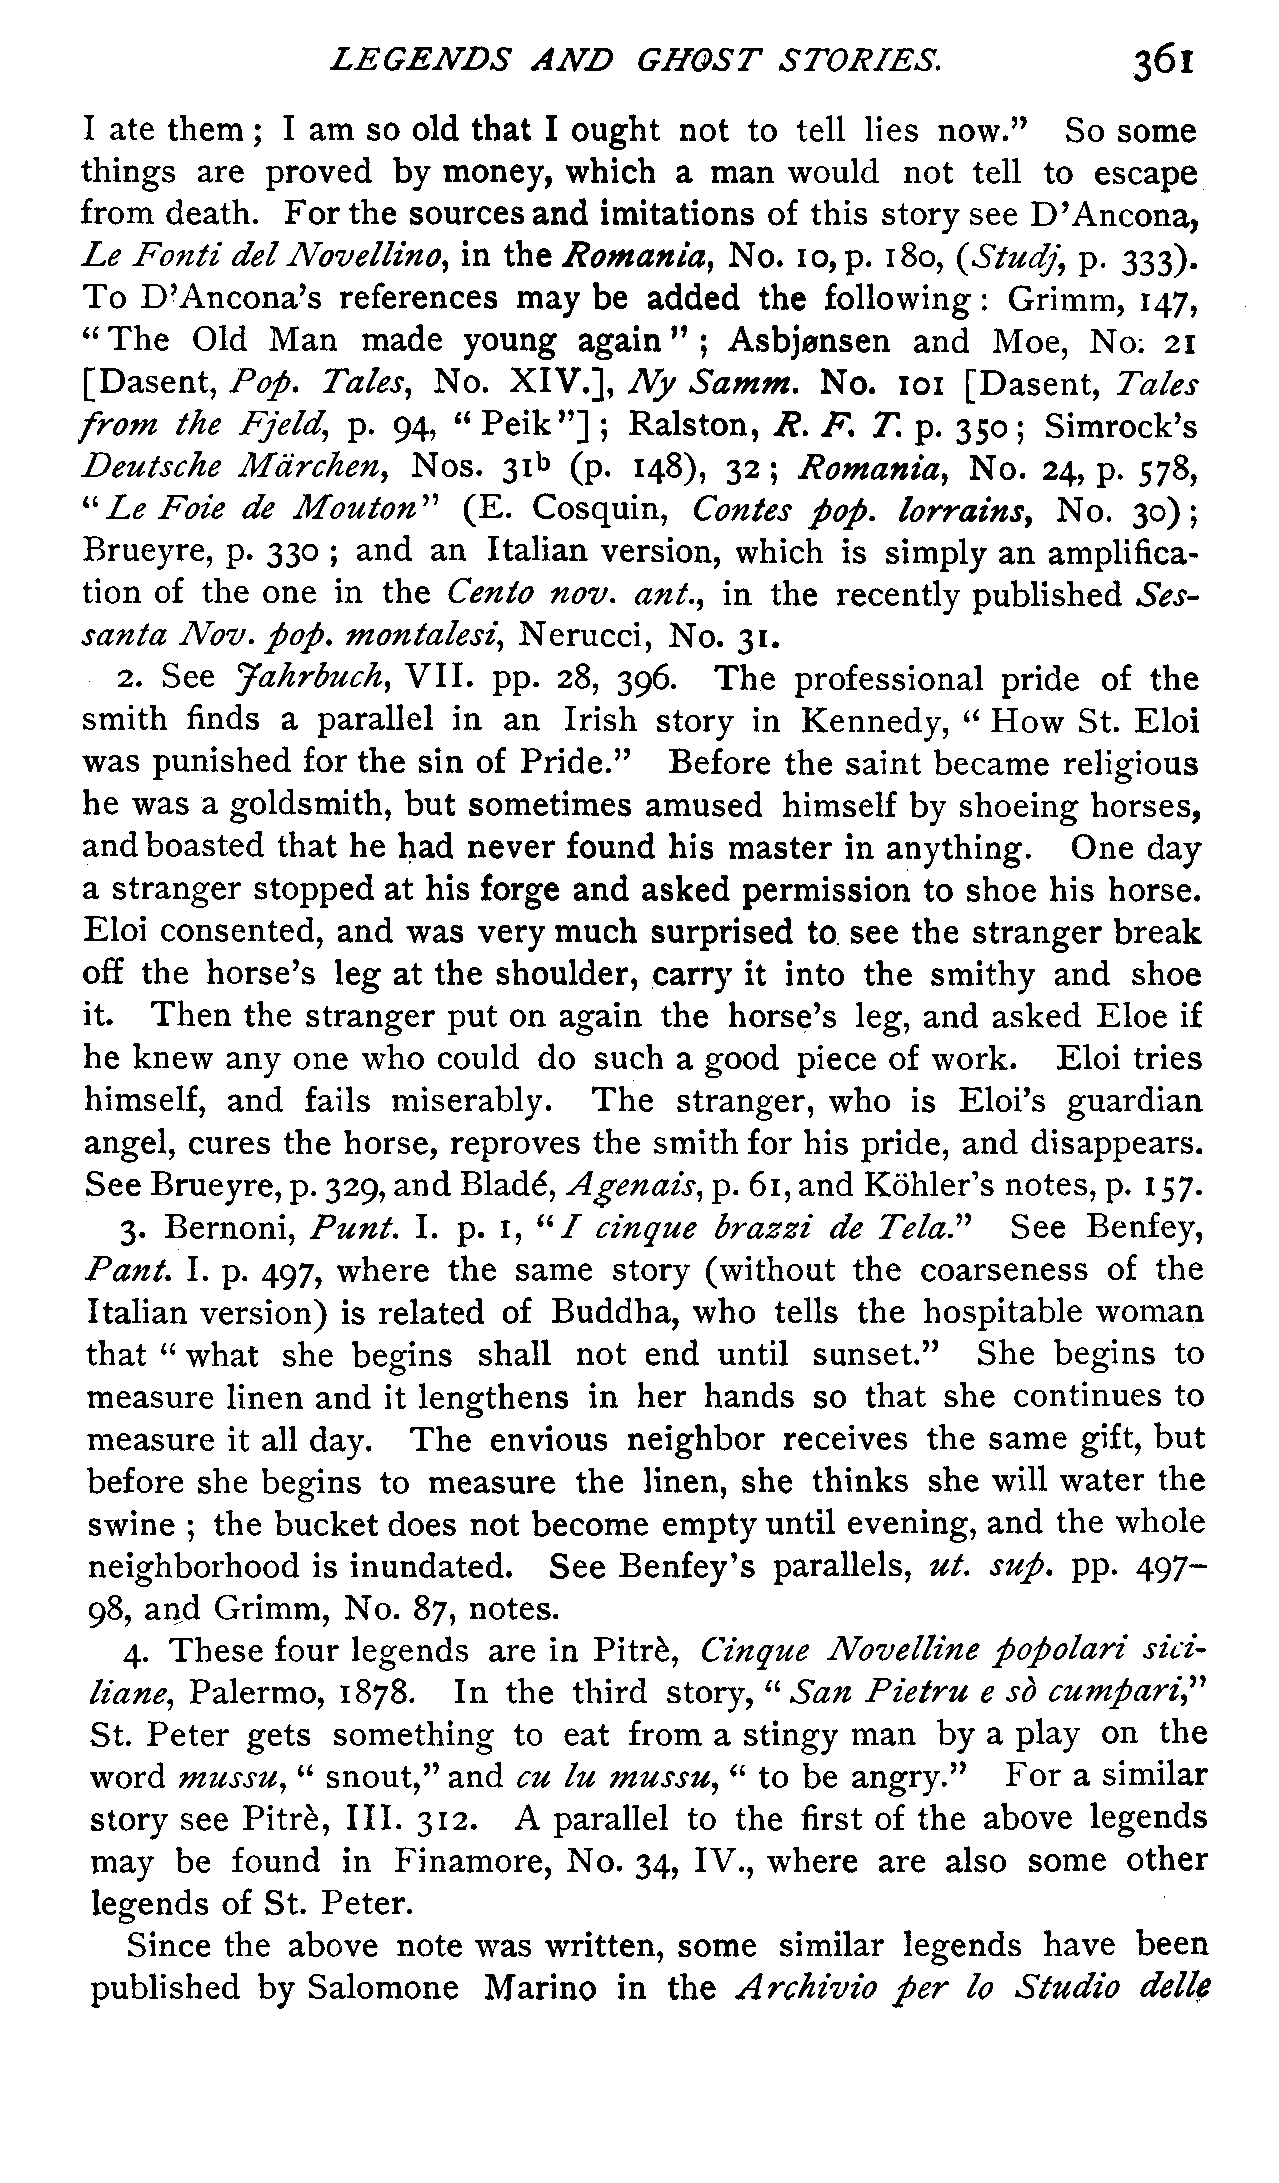 LEGENDS AND GHOST STORIES. 361
I ate them; I am so old that I ought not to tell lies now.” So some
things are proved by money, which a man would not tell to escape
from death. For the sources and imitations of this story see D’Ancona,
Le Fonti del Novellino, in the Romania, No. 10, p. 180, (Studj, p. 333).
To D’Ancona’s references may be added the following: Grimm, 147,
“The Old Man made young again”; Asbjønsen and Moe, No. 21
[Dasent, Pop. Tales, No. XIV.], Ny Samm. No. 101 [Dasent, Tales
from the Fjeld, p. 94, “Peik”]; Ralston, R. F. T. p. 350; Simrock’s
Deutsche Märchen, Nos. 31b (p. 148), 32; Romania, No. 24, p. 578,
“Le Foie de Mouton” (E. Cosquin, Contes pop. lorrains, No. 30);
Brueyre, p. 330; and an Italian version, which is simply an amplifica-
tion of the one in the Cento nov. ant., in the recently published Ses-
santa Nov. pop. montalesi, Nerucci, No. 31.
2. See Jahrbuch, VII. pp. 28, 396. The professional pride of the
smith finds a parallel in an Irish story in Kennedy, “How St. Eloi
was punished for the sin of Pride.” Before the saint became religious
he was a goldsmith, but sometimes amused himself by shoeing horses,
and boasted that he had never found his master in anything. One day
a stranger stopped at his forge and asked permission to shoe his horse.
Eloi consented, and was very much surprised to see the stranger break
off the horse’s leg at the shoulder, carry it into the smithy and shoe
it. Then the stranger put on again the horse’s leg, and asked Eloe if
he knew any one who could do such a good piece of work. Eloi tries
himself, and fails miserably. The stranger, who is Eloi’s guardian
angel, cures the horse, reproves the smith for his pride, and disappears.
See Brueyre, p. 329, and Bladé, Agenais, p. 61, and Köhler’s notes, p. 157.
3. Bernoni, Punt. I. p. 1, “I cinque brazzi de Tela.” See Benfey,
Pant. I. p. 497, where the same story (without the coarseness of the
Italian version) is related of Buddha, who tells the hospitable woman
that “what she begins shall not end until sunset.” She begins to
measure linen and it lengthens in her hands so that she continues to
measure it all day. The envious neighbor receives the same gift, but
before she begins to measure the linen, she thinks she will water the
swine; the bucket does not become empty until evening, and the whole
neighborhood is inundated. See Benfey’s parallels, ut. sup. pp. 497–
98, and Grimm, No. 87, notes.
4. These four legends are in Pitrè, Cinque Novelline popolari sici-
liane, Palermo, 1878. In the third story, “San Pietru e sò cumpari,”
St. Peter gets something to eat from a stingy man by a play on the
word mussu, “snout,” and cu lu mussu, “to be angry.” For a similar
story see Pitrè, III. 312. A parallel to the first of the above legends
may be found in Finamore, No. 34, IV., where are also some other
legends of St. Peter.
Since the above note was written, some similar legends have been
published by Salomone Marino in the Archivio per lo Studio delle